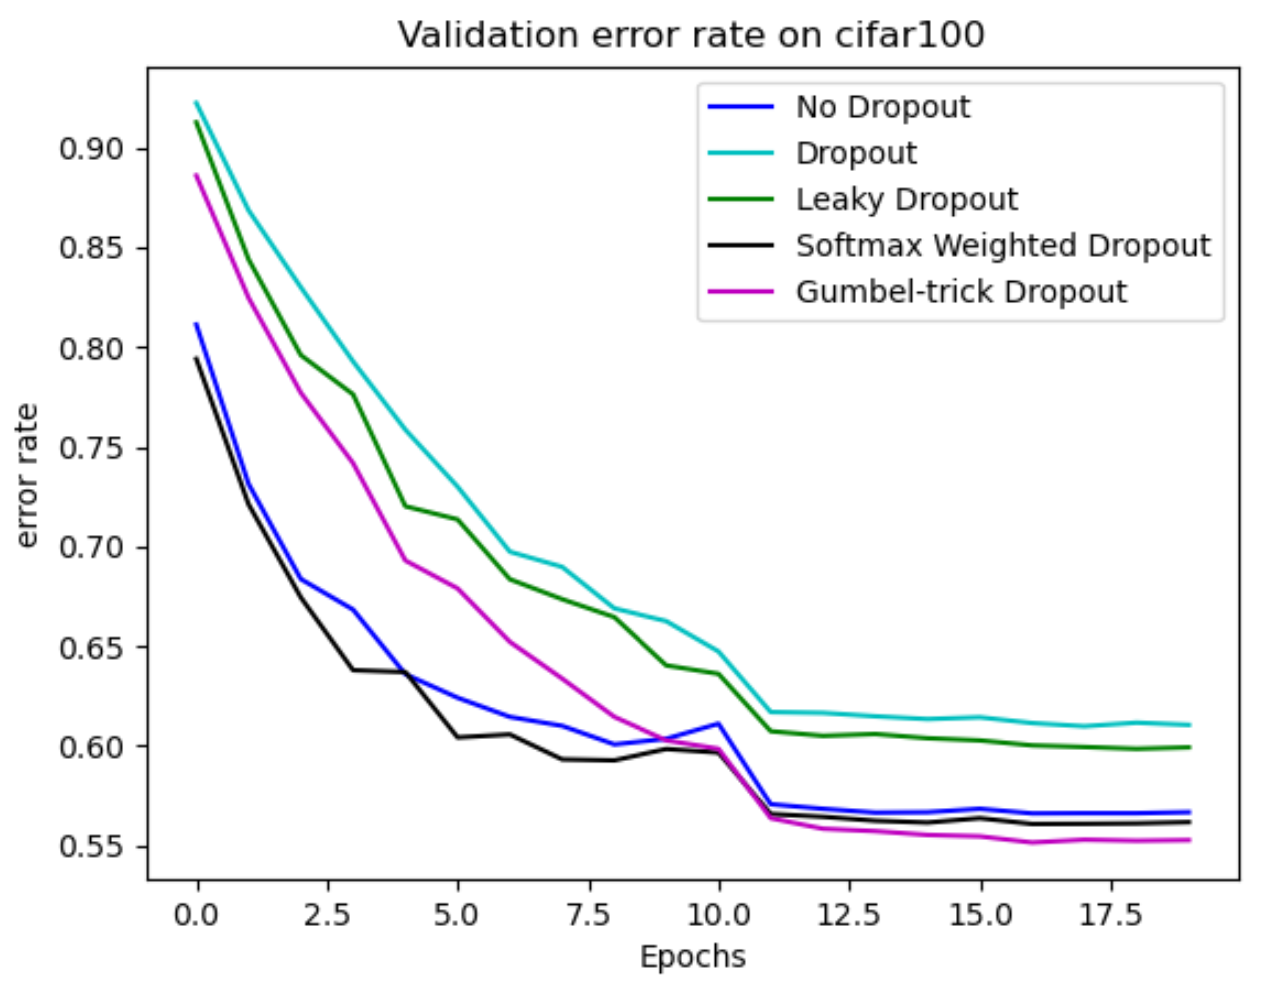 Validation error rate on cifar100
No Dropout
Dropout
Leaky Dropout
Softmax Weighted Dropout
Gumbel-trick Dropout
error rate
0.90
0.85
0.80
0.75
0.70
0.65
0.60
0.55
0.0 2.5 5.0 7.5 10.0 12.5 15.0 17.5
Epochs